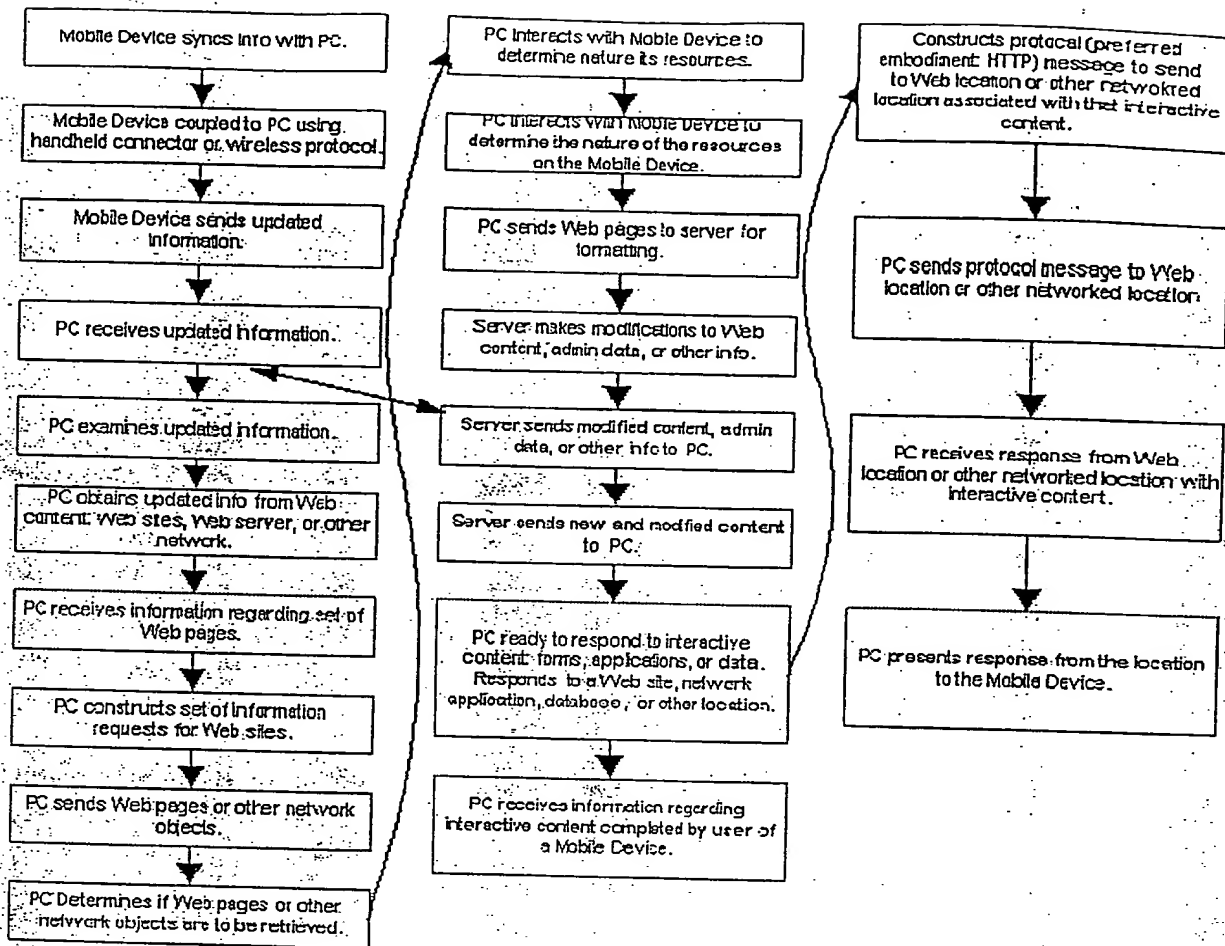 Mobile Device syncs info with PC.
Mobile Device coupled to PC using
handheld connector or wireless protocol.
Mobile Device sends updated
information.
PC receives updated information.
PC examines updated information.
PC obtains updated info from Web
content: Web sites, Web server, or other
network.
PC receives information regarding set of
Web pages.
PC constructs set of information
requests for Web sites.
PC sends Web pages or other network
objects.
PC Determines if Web pages or other
network objects are to be retrieved.
PC Interacts with Mobile Device to
determine nature its resources.
PC Interacts with Mobile Device to
determine the nature of the resources
on the Mobile Device.
PC sends Web pages to server for
formatting.
Server makes modifications to Web
content, admin data, or other info.
Server sends modified content, admin
data, or other info to PC.
Server sends new and modified content
to PC.
PC ready to respond to interactive
content: forms, applications, or data.
Responds to a Web site, network
application, database, or other location.
PC receives information regarding
interactive content completed by user of
a Mobile Device.
Constructs protocal (preferred
embodiment: HTTP) message to send
to Web location or other netwokred
location associated with that interactive
content.
PC sends protocol message to Web
location or other networked location
PC receives response from Web
location or other networked location with
interactive content.
PC presents response from the location
to the Mobile Device.